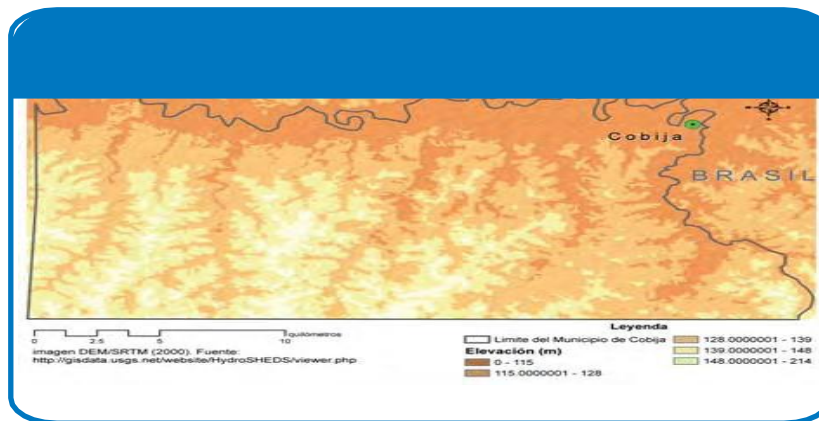 Cobija
BRASIL
0 2.5 5 10
quilómetros
imagen DEM/SRTM (2000). Fuente:
http://gisdata.usgs.net/website/HydroSHEDS/viewer.php
Leyenda
Limite del Municipio de Cobija
Elevación (m)
0 - 115
115.0000001 - 128
128.0000001 - 139
139.0000001 - 148
148.0000001 - 214